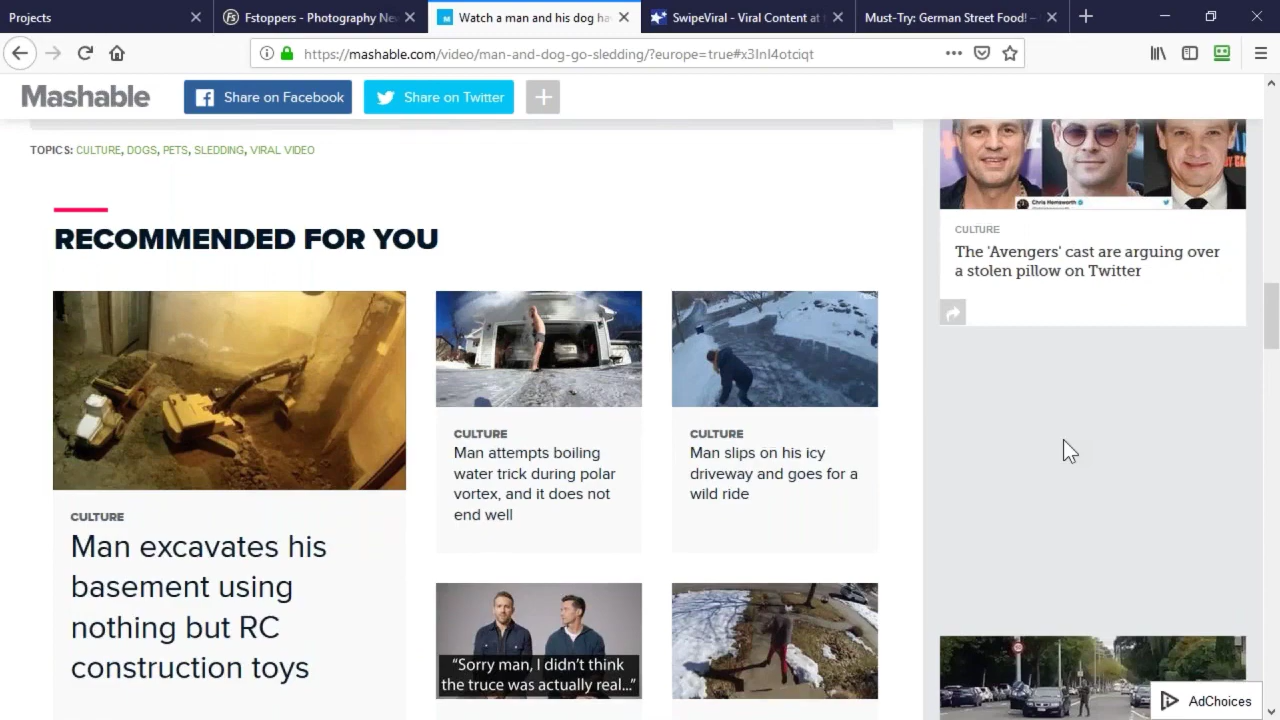 Projects
Fstoppers - Photography Ne
Watch a man and his dog ha
SwipeViral - Viral Content at
Must-Try: German Street Food! –
https://mashable.com/video/man-and-dog-go-sledding/?europe=true#x3InI4otciqt
Mashable
Share on Facebook
Share on Twitter
TOPICS: CULTURE, DOGS, PETS, SLEDDING, VIRAL VIDEO
RECOMMENDED FOR YOU
CULTURE
Man excavates his
basement using
nothing but RC
construction toys
CULTURE
Man attempts boiling
water trick during polar
vortex, and it does not
end well
CULTURE
Man slips on his icy
driveway and goes for a
wild ride
“Sorry man, I didn’t think
the truce was actually real...”
Chris Hemsworth
CULTURE
The 'Avengers' cast are arguing over
a stolen pillow on Twitter
AdChoices